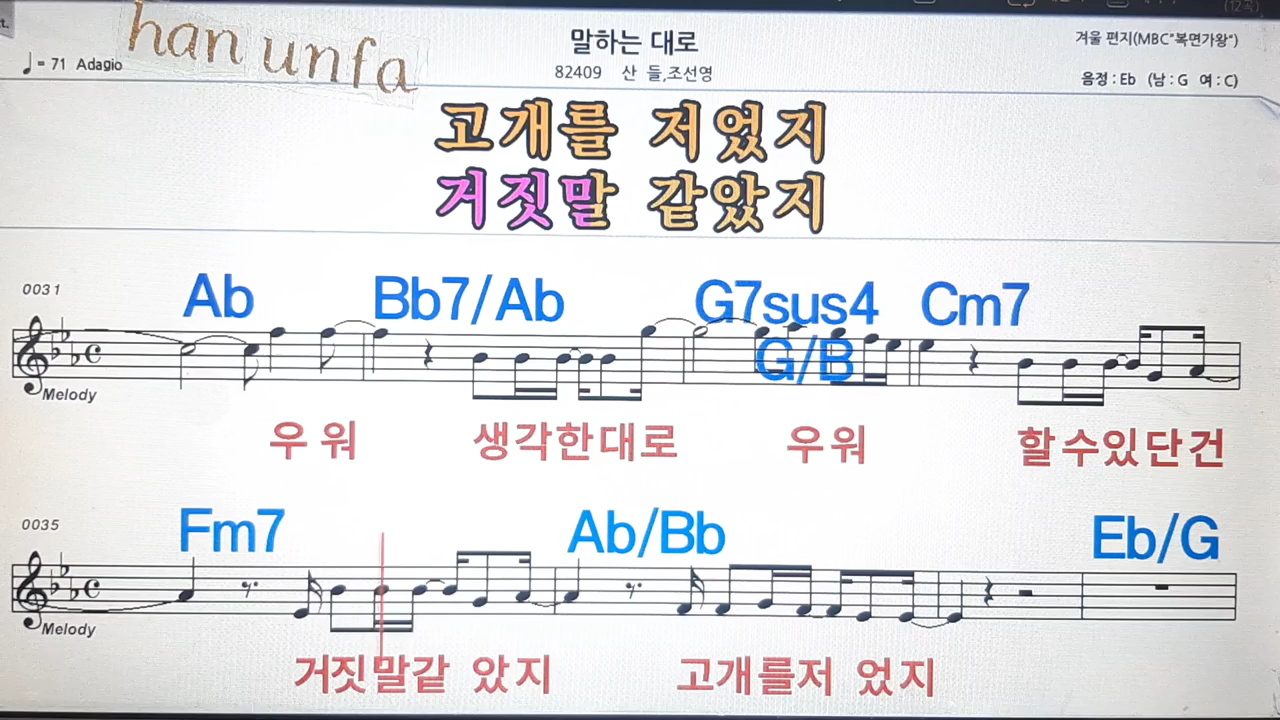 han unfa
말하는 대로
겨울 편지(MBC"복면가왕")
♩= 71 Adagio
82409 산 들,조선영
음정 : Eb (남 : G 여 : C)
고개를 저었지
거짓말 같았지
0031
Ab Bb7/Ab G7sus4 Cm7
G/B
Melody
우 워 생각한대로 우워 할수있단건
0035
Fm7 Ab/Bb Eb/G
Melody
거짓말같 았지 고개를저 었지